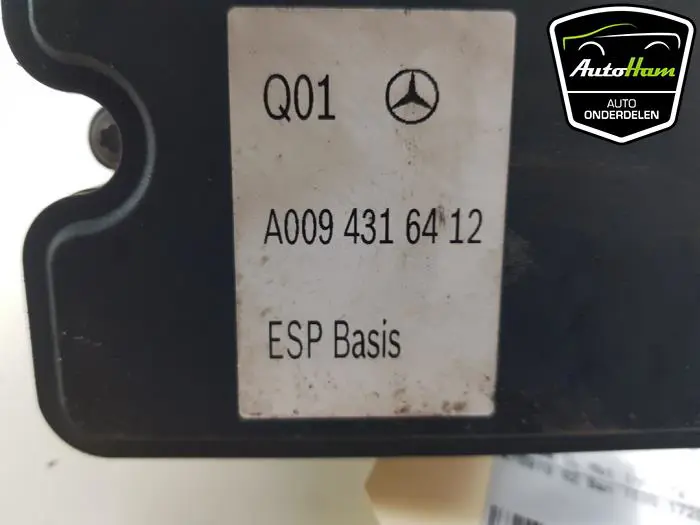 AutoHam
AUTO
ONDERDELEN
Q01
A009 431 64 12
ESP Basis